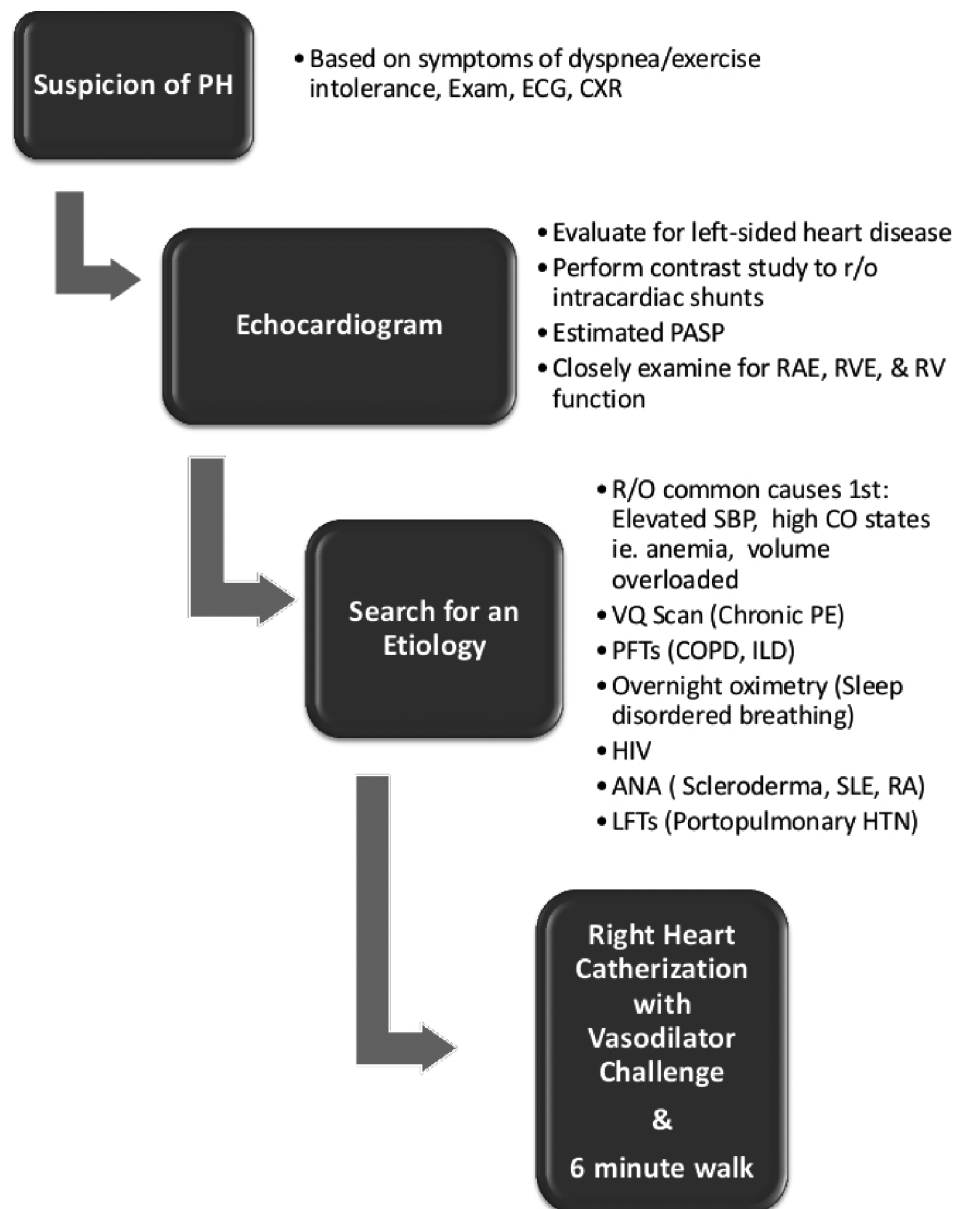 Suspicion of PH
• Based on symptoms of dyspnea/exercise
intolerance, Exam, ECG, CXR
Echocardiogram
• Evaluate for left-sided heart disease
• Perform contrast study to r/o
intracardiac shunts
• Estimated PASP
• Closely examine for RAE, RVE, & RV
function
Search for an
Etiology
• R/O common causes 1st:
Elevated SBP, high CO states
ie. anemia, volume
overloaded
• VQ Scan (Chronic PE)
• PFTs (COPD, ILD)
• Overnight oximetry (Sleep
disordered breathing)
• HIV
• ANA ( Scleroderma, SLE, RA)
• LFTs (Portopulmonary HTN)
Right Heart
Catherization
with
Vasodilator
Challenge
&
6 minute walk